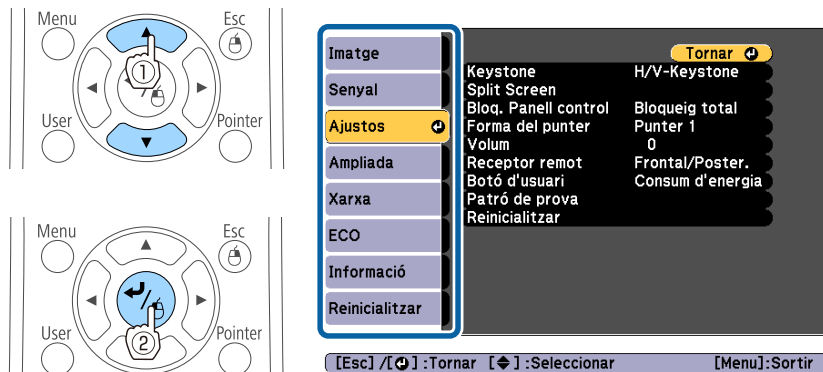 Menu Esc
①
User Pointer
Menu Esc
②
User Pointer
Imatge
Senyal
Ajustos
Ampliada
Xarxa
ECO
Informació
Reinicialitzar
Tornar
Keystone H/V-Keystone
Split Screen
Bloq. Panell control Bloqueig total
Forma del punter Punter 1
Volum 0
Receptor remot Frontal/Poster.
Botó d'usuari Consum d'energia
Patró de prova
Reinicialitzar
[Esc] /[ ] :Tornar [ ] :Seleccionar [Menu]:Sortir